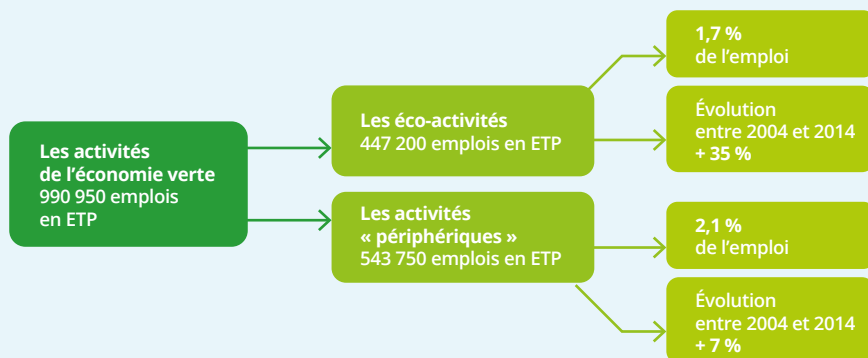 Les activités
de l’économie verte
990 950 emplois
en ETP
Les éco-activités
447 200 emplois en ETP
1,7 %
de l’emploi
Évolution
entre 2004 et 2014
+ 35 %
Les activités
« périphériques »
543 750 emplois en ETP
2,1 %
de l’emploi
Évolution
entre 2004 et 2014
+ 7 %